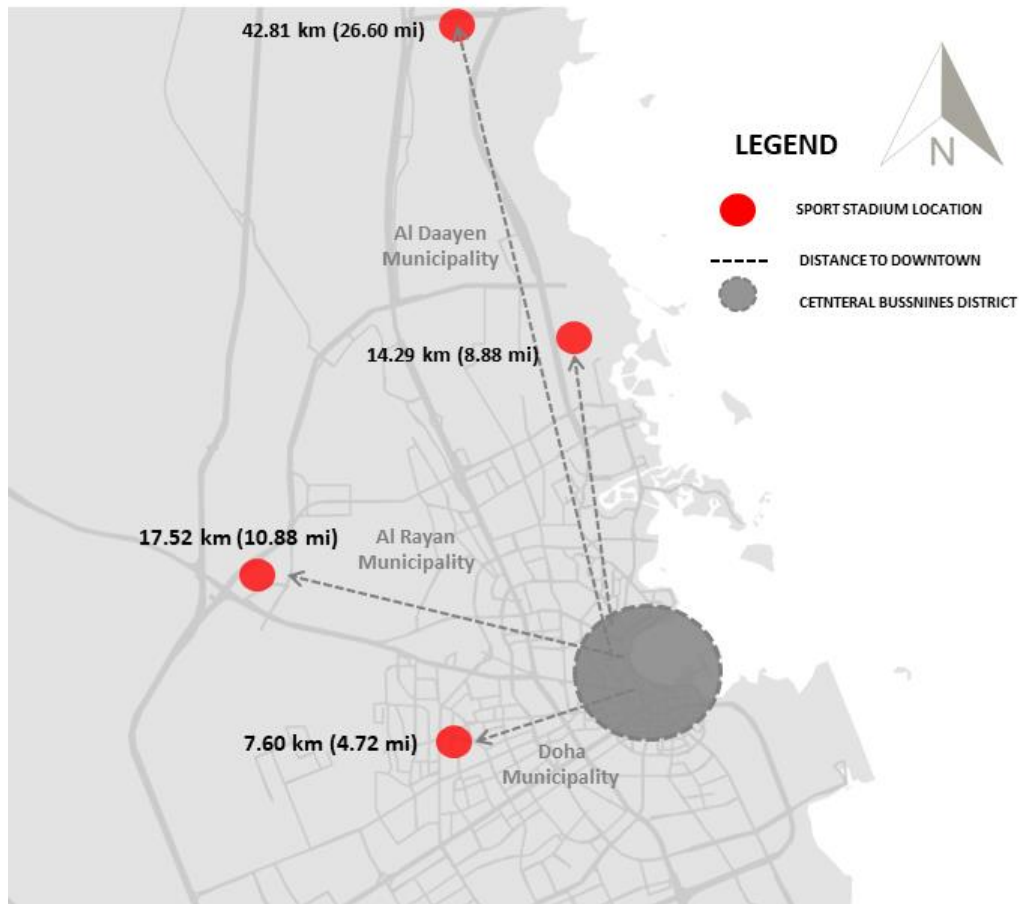 42.81 km (26.60 mi)
LEGEND
N
SPORT STADIUM LOCATION
Al Daayen
Municipality
DISTANCE TO DOWNTOWN
CETNTERAL BUSSNINES DISTRICT
14.29 km (8.88 mi)
17.52 km (10.88 mi)
Al Rayan
Municipality
7.60 km (4.72 mi)
Doha
Municipality